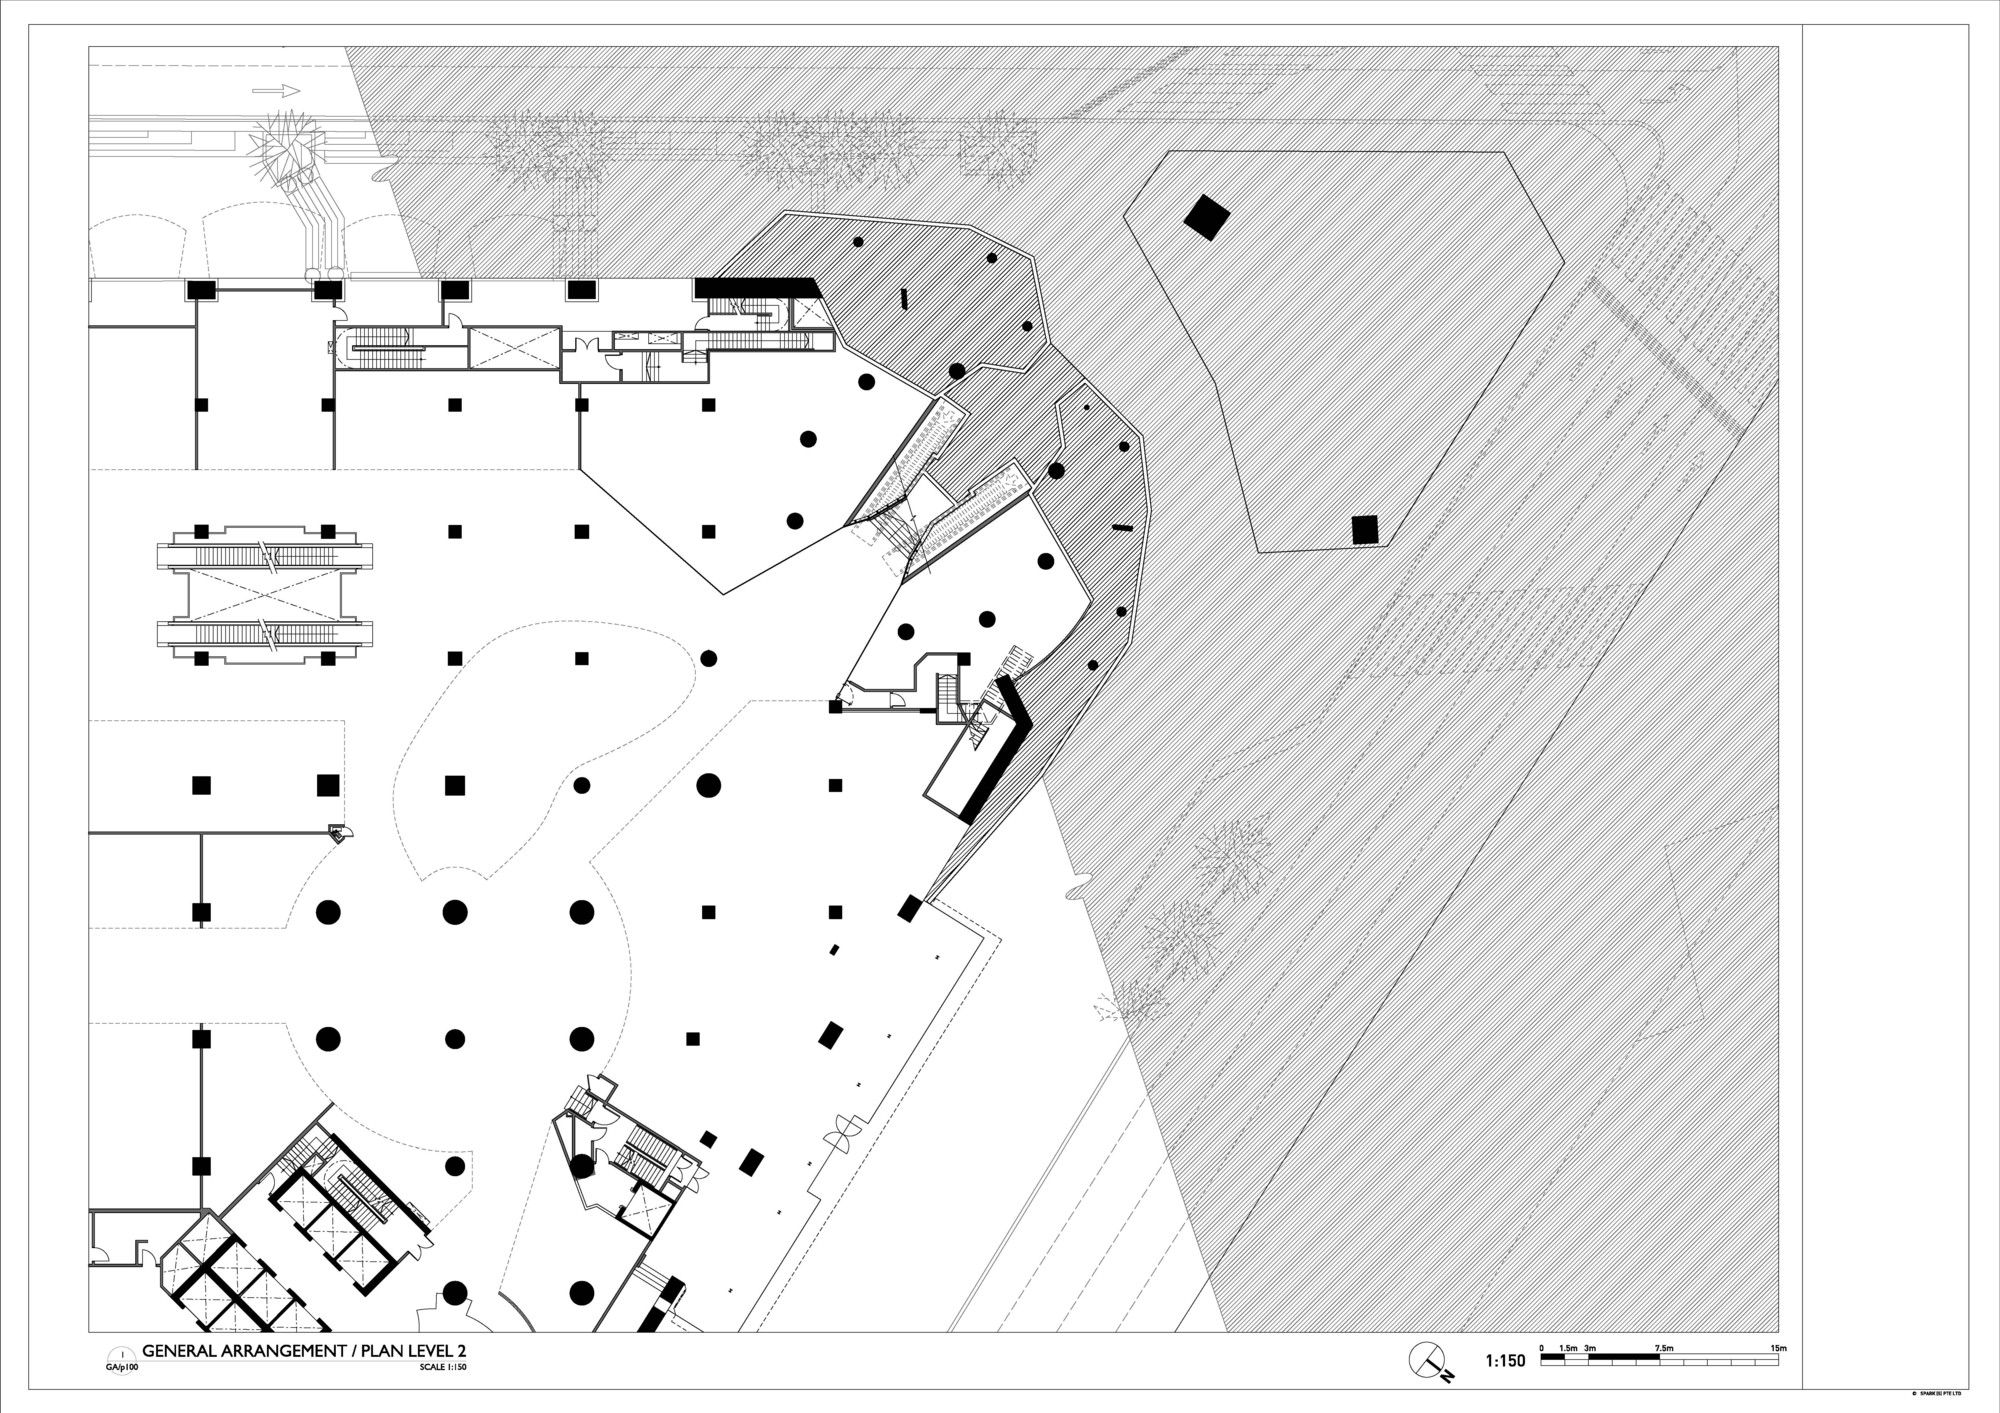 1
GENERAL ARRANGEMENT / PLAN LEVEL 2
GA/p100
SCALE 1:150
N
1:150
0 1.5m 3m 7.5m 15m
© SPARK (S) PTE LTD